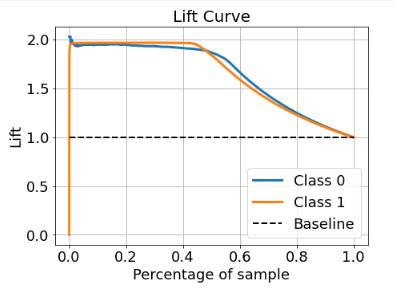 Lift Curve
Lift
2.0
1.5
1.0
0.5
0.0
Class 0
Class 1
Baseline
0.0 0.2 0.4 0.6 0.8 1.0
Percentage of sample